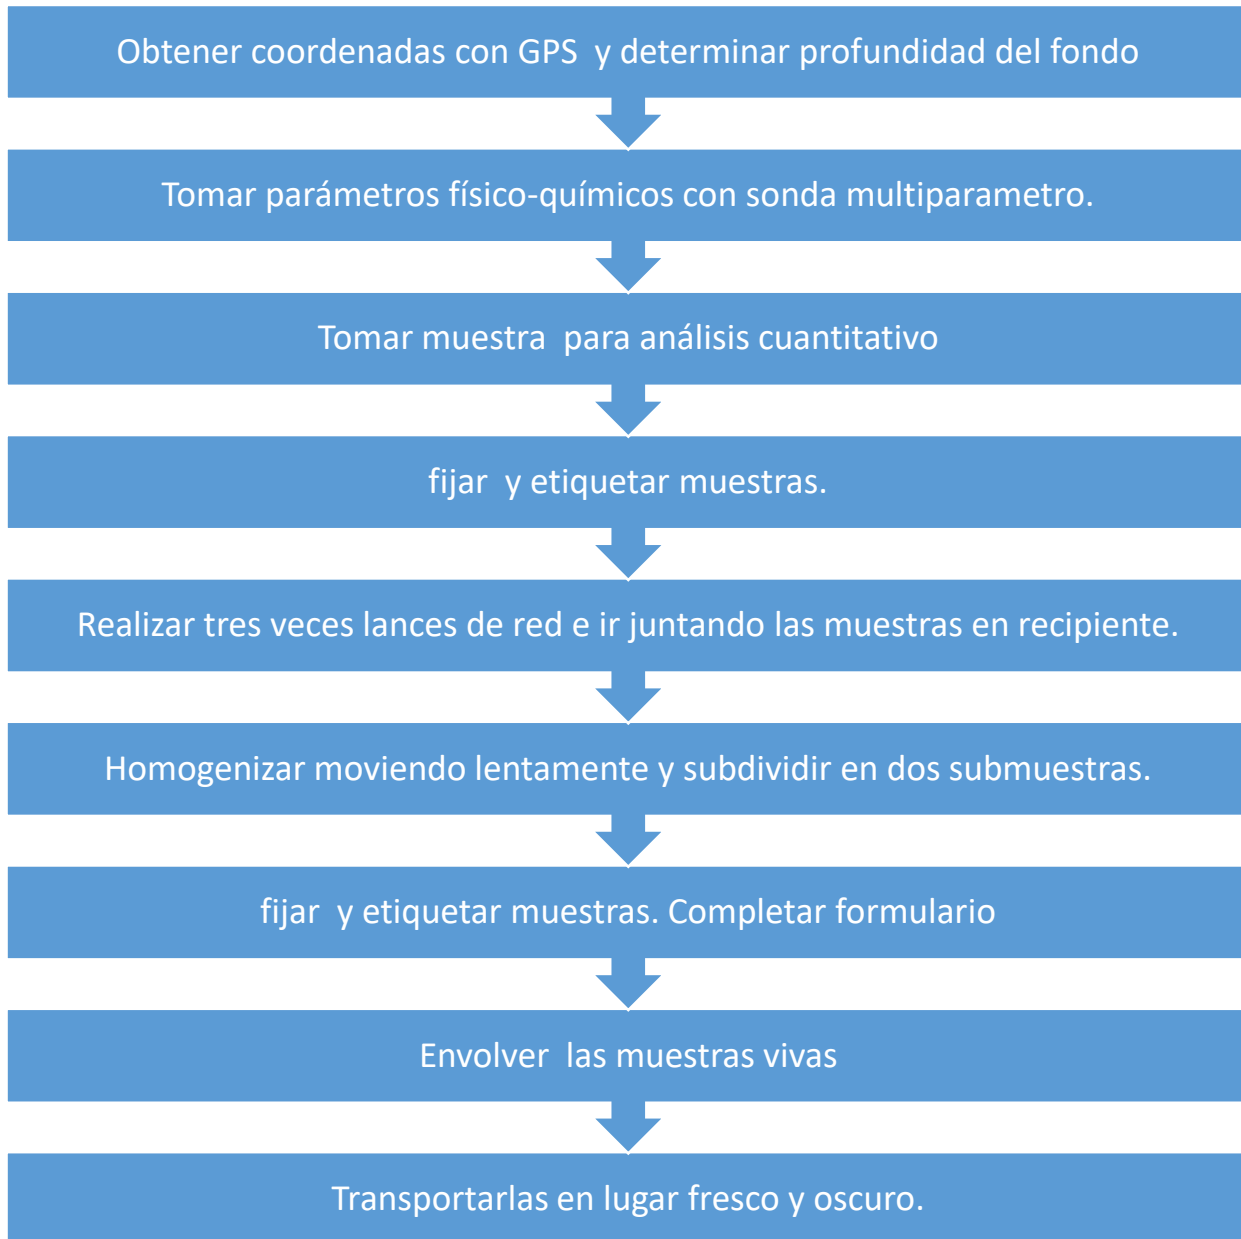 Obtener coordenadas con GPS  y determinar profundidad del fondo
Tomar parámetros físico-químicos con sonda multiparametro.
Tomar muestra  para análisis cuantitativo
fijar  y etiquetar muestras.
Realizar tres veces lances de red e ir juntando las muestras en recipiente.
Homogenizar moviendo lentamente y subdividir en dos submuestras.
fijar  y etiquetar muestras. Completar formulario
Envolver  las muestras vivas
Transportarlas en lugar fresco y oscuro.